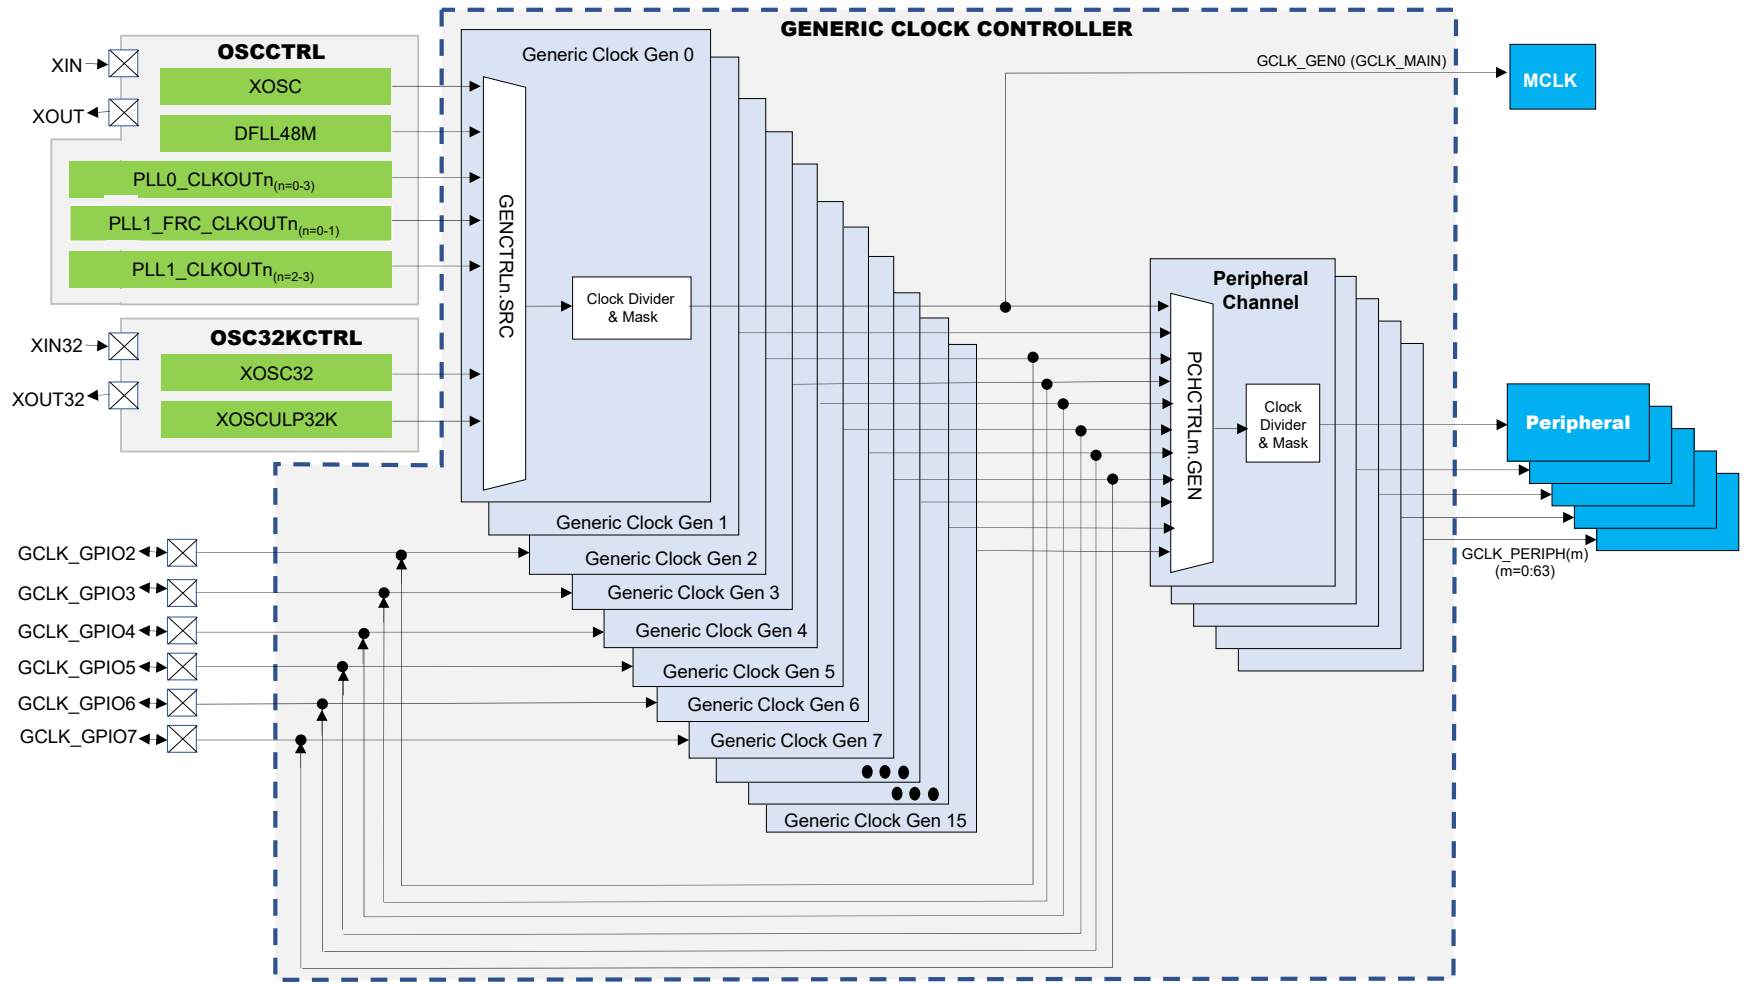 GENERIC CLOCK CONTROLLER
OSCCTRL
XIN
XOUT
XOSC
DFLL48M
PLL0_CLKOUTn(n=0-3)
PLL1_FRC_CLKOUTn(n=0-1)
PLL1_CLKOUTn(n=2-3)
OSC32KCTRL
XIN32
XOUT32
XOSC32
XOSCULP32K
GCLK_GPIO2
GCLK_GPIO3
GCLK_GPIO4
GCLK_GPIO5
GCLK_GPIO6
GCLK_GPIO7
Generic Clock Gen 0
GENCTRLn.SRC
Clock Divider
& Mask
Generic Clock Gen 1
Generic Clock Gen 2
Generic Clock Gen 3
Generic Clock Gen 4
Generic Clock Gen 5
Generic Clock Gen 6
Generic Clock Gen 7
Generic Clock Gen 15
GCLK_GEN0 (GCLK_MAIN)
MCLK
Peripheral
Channel
PCHCTRLm.GEN
Clock
Divider
& Mask
Peripheral
GCLK_PERIPH(m)
(m=0:63)